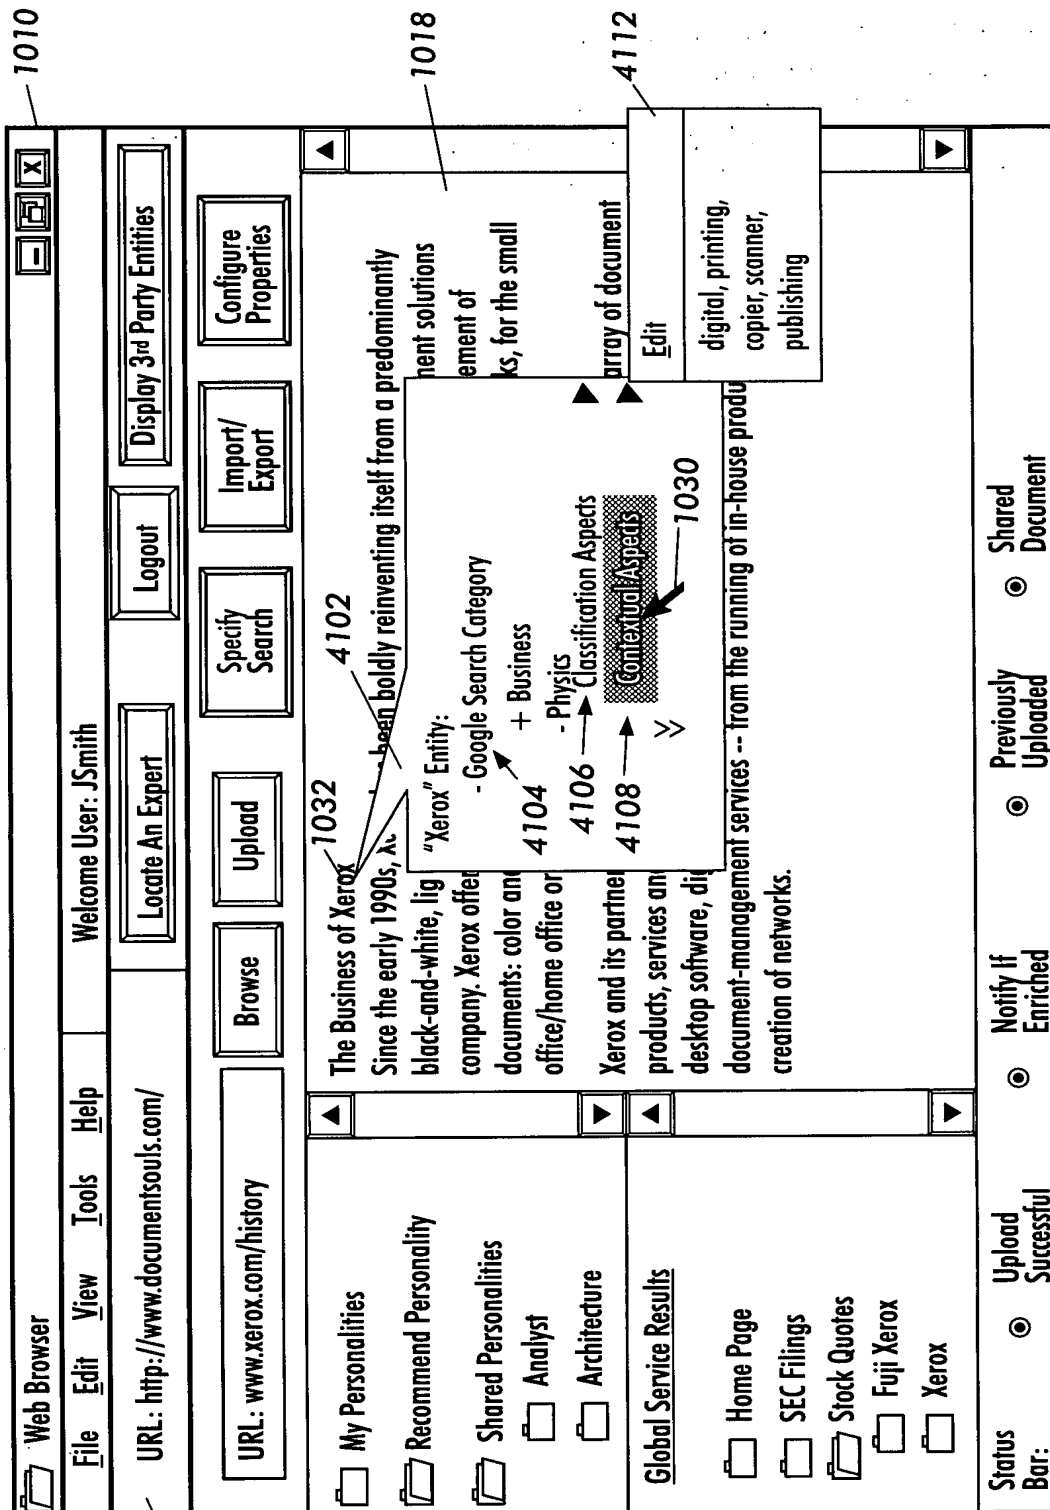 1010
Web Browser
File Edit View Tools Help Welcome User: JSmith
URL: http://www.documentsouls.com/
Locate An Expert
Logout
Display 3rd Party Entities
URL: www.xerox.com/history
Browse
Upload
Specify
Search
Import/
Export
Configure
Properties
My Personalities
Recommend Personality
Shared Personalities
Analyst
Architecture
Global Service Results
Home Page
SEC Filings
Stock Quotes
Fuji Xerox
Xerox
1032
4102
1018
The Business of Xerox
Since the early 1990s, been boldly reinventing itself from a predominantly
black-and-white, lig ment solutions
company. Xerox offer ement of
documents: color and ks, for the small
office/home office or
Xerox and its partner array of document
products, services an
desktop software, dig
document-management services -- from the running of in-house produ
creation of networks.
"Xerox" Entity:
- Google Search Category
4104
+ Business
- Physics
4106
Classification Aspects
4108
Contextual Aspects
1030
4112
Edit
digital, printing,
copier, scanner,
publishing
Status
Bar:
Upload
Successful
Notify If
Enriched
Previously
Uploaded
Shared
Document